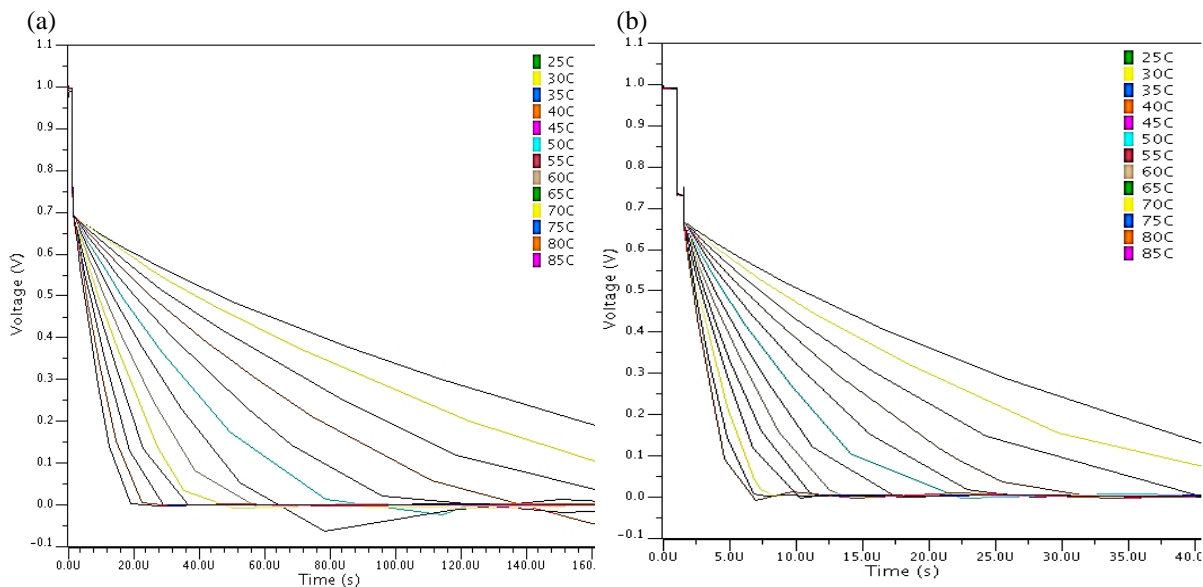 (a)
1.1
1.0
0.9
0.8
0.7
0.6
0.5
0.4
0.3
0.2
0.1
0.0
−0.1
Voltage (V)
0.0 20.0U 40.0U 60.0U 80.0U 100.0U 120.0U 140.0U 160.
Time (s)
25C
30C
35C
40C
45C
50C
55C
60C
65C
70C
75C
80C
85C
(b)
1.1
1.0
0.9
0.8
0.7
0.6
0.5
0.4
0.3
0.2
0.1
0.0
−0.1
Voltage (V)
0.0 5.0U 10.0U 15.0U 20.0U 25.0U 30.0U 35.0U 40.0
Time (s)
25C
30C
35C
40C
45C
50C
55C
60C
65C
70C
75C
80C
85C